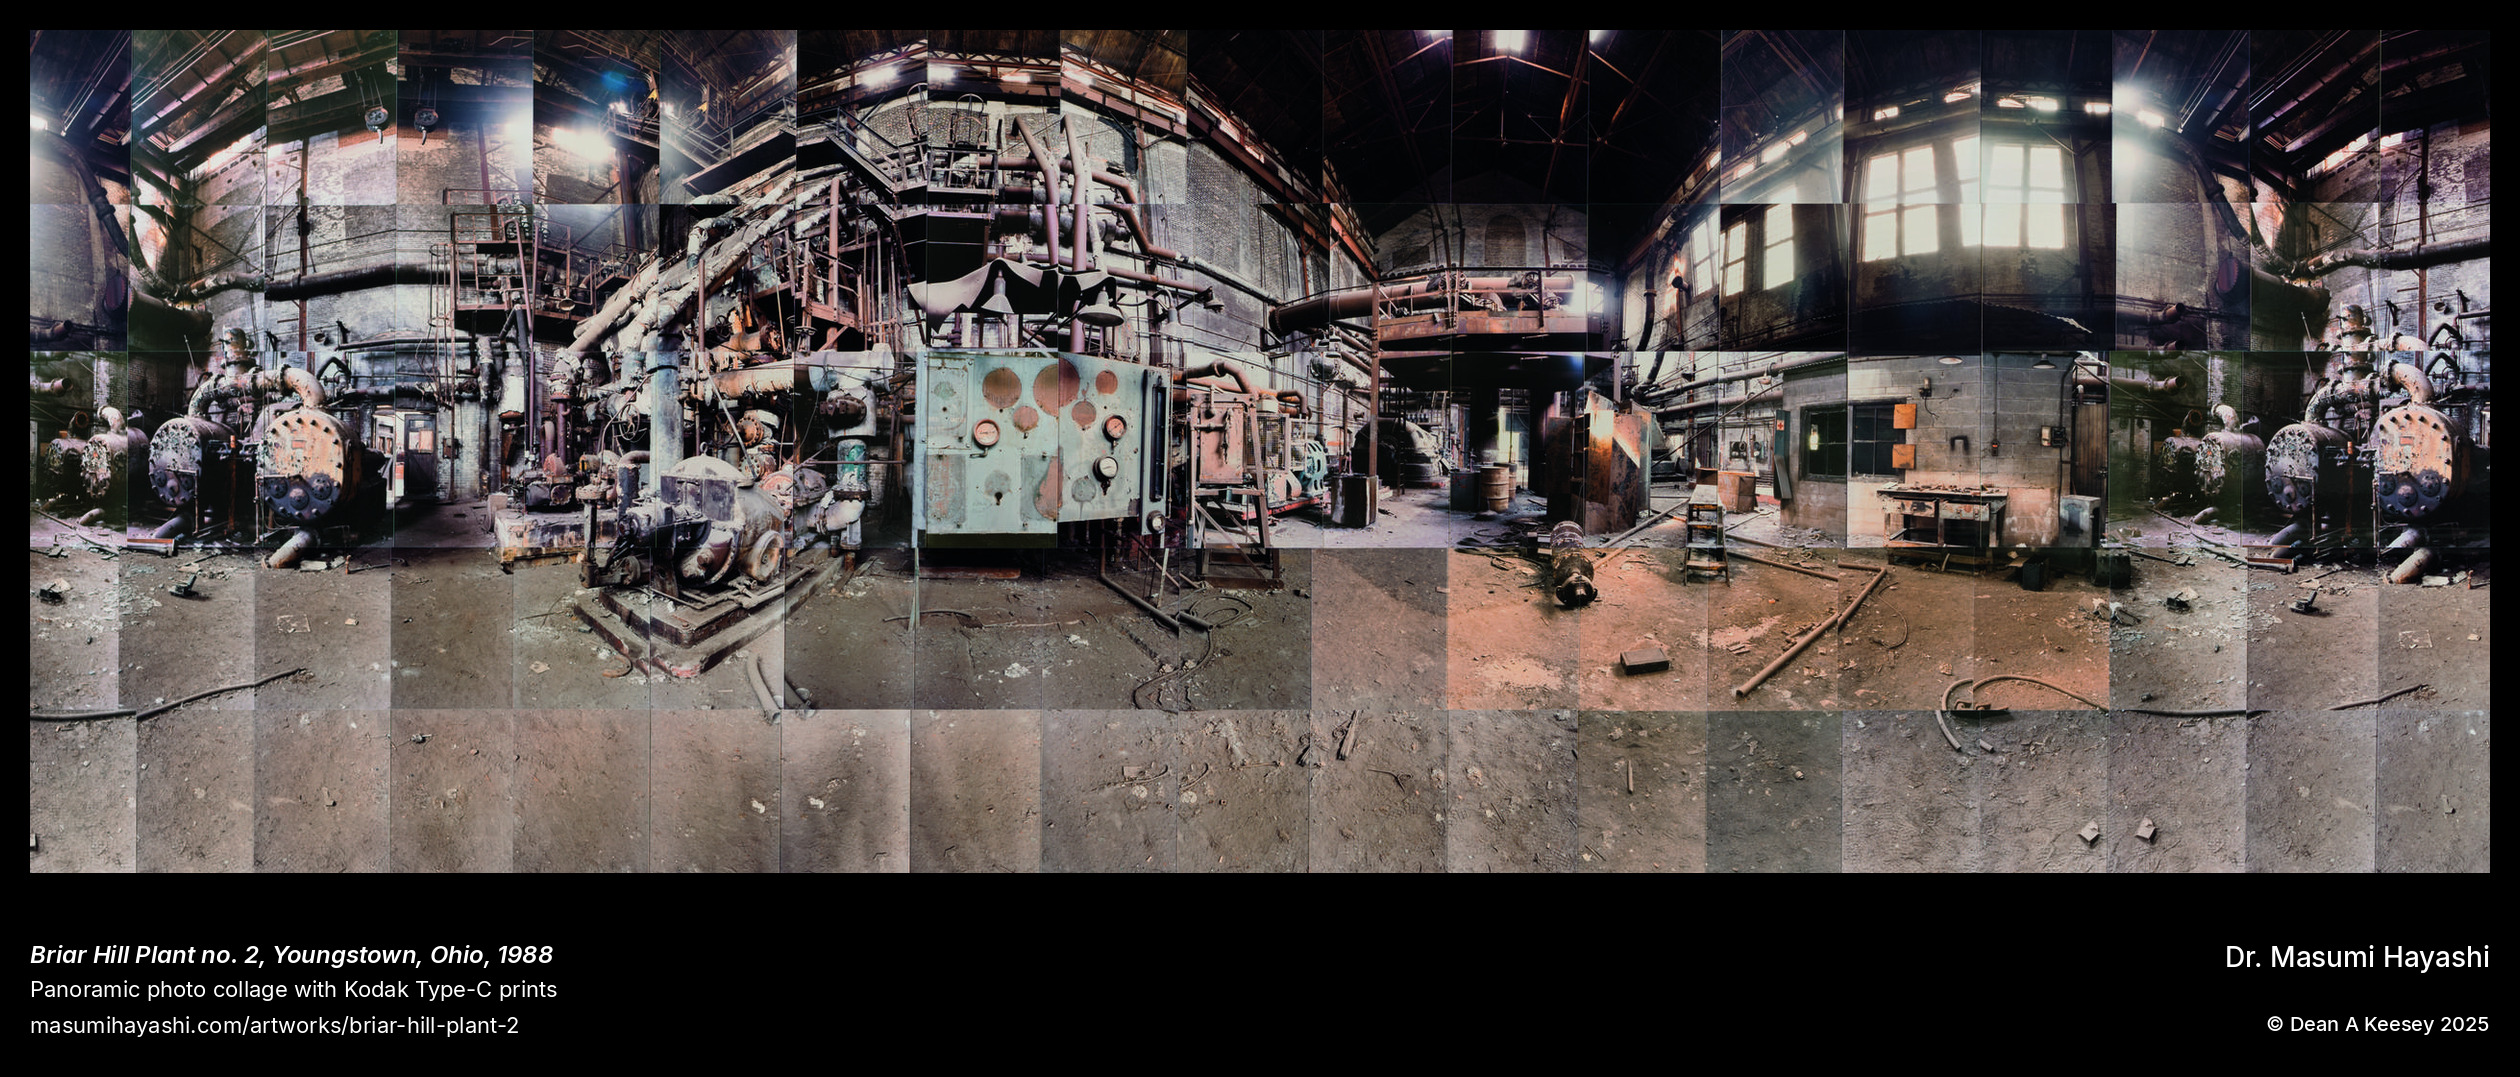 Briar Hill Plant no. 2, Youngstown, Ohio, 1988
Panoramic photo collage with Kodak Type-C prints
masumihayashi.com/artworks/briar-hill-plant-2
Dr. Masumi Hayashi
© Dean A Keesey 2025